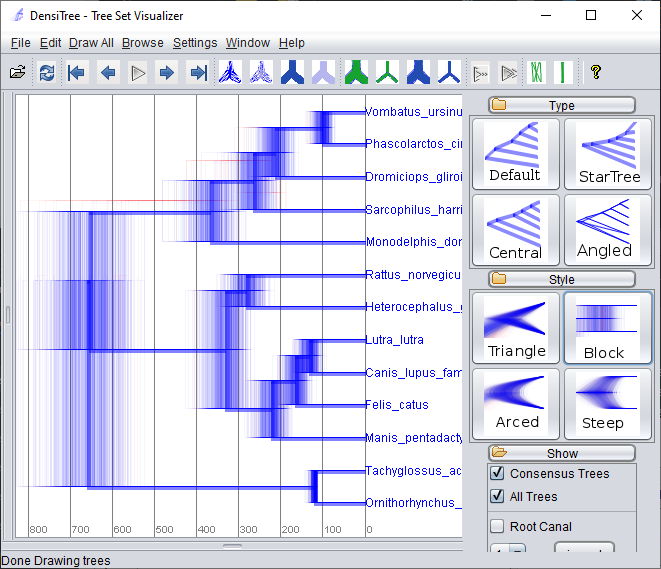 DensiTree - Tree Set Visualizer
File Edit Draw All Browse Settings Window Help
Type
Default
StarTree
Central
Angled
Style
Triangle
Block
Arced
Steep
Show
Consensus Trees
All Trees
Root Canal
Vombatus_ursinu
Phascolarctos_ci
Dromiciops_gliroi
Sarcophilus_harri
Monodelphis_dor
Rattus_norvegicu
Heterocephalus_
Lutra_lutra
Canis_lupus_fam
Felis_catus
Manis_pentadacty
Tachyglossus_ac
Ornithorhynchus_
800 700 600 500 400 300 200 100 0
Done Drawing trees